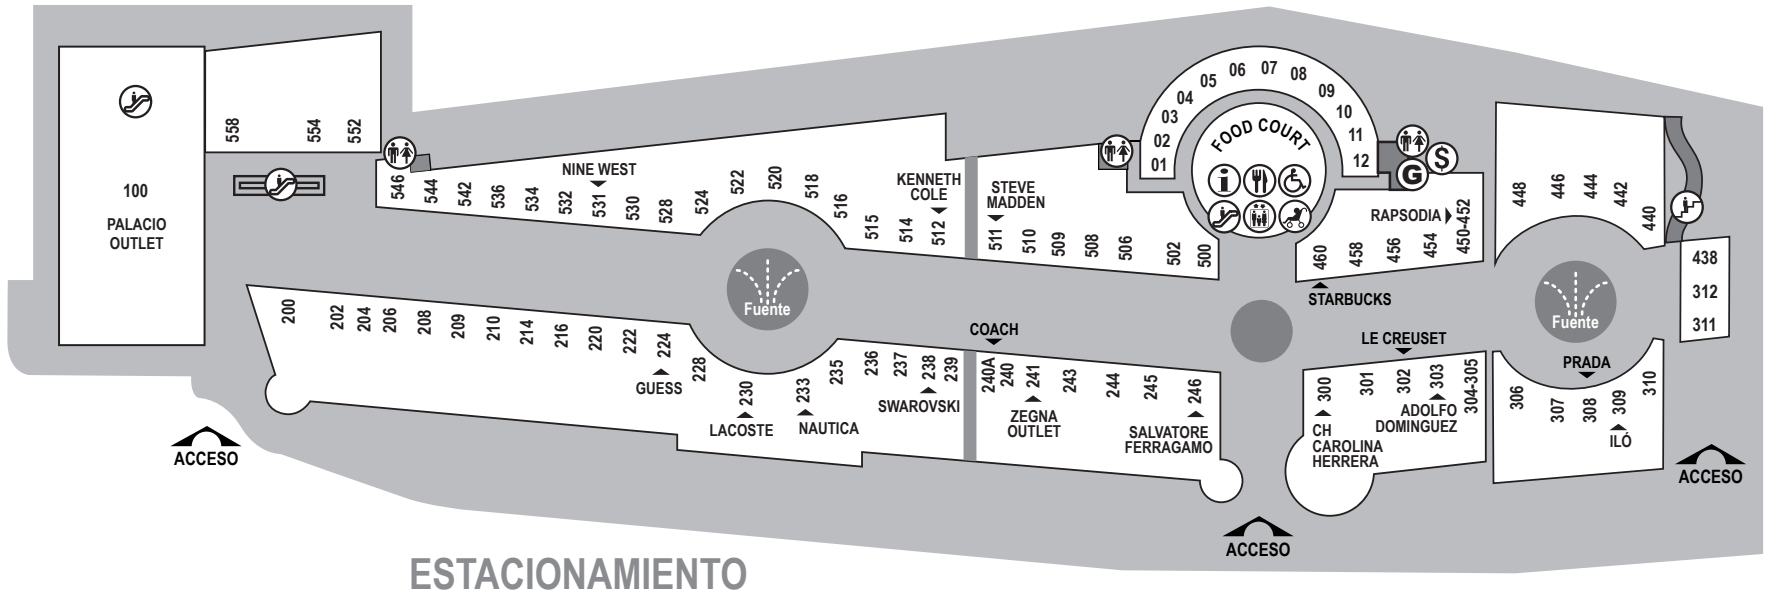 100
PALACIO
OUTLET
558
554
552
546
544
542
536
534
532
NINE WEST
531
530
528
524
522
520
518
516
515
514
KENNETH
COLE
512
STEVE
MADDEN
511
510
509
508
506
502
500
01
02
03
04
05
06
07
08
09
10
11
12
FOOD COURT
i
$
G
RAPSODIA
450-452
454
456
458
460
STARBUCKS
448
446
444
442
440
438
312
311
Fuente
Fuente
200
202
204
206
208
209
210
214
216
220
222
224
GUESS
228
230
LACOSTE
233
NAUTICA
235
236
237
238
SWAROVSKI
239
COACH
240A
240
241
ZEGNA
OUTLET
243
244
245
246
SALVATORE
FERRAGAMO
300
CH
CAROLINA
HERRERA
301
LE CREUSET
302
303
ADOLFO
DOMINGUEZ
304-305
306
307
PRADA
308
309
ILÓ
310
ACCESO
ACCESO
ACCESO
ESTACIONAMIENTO